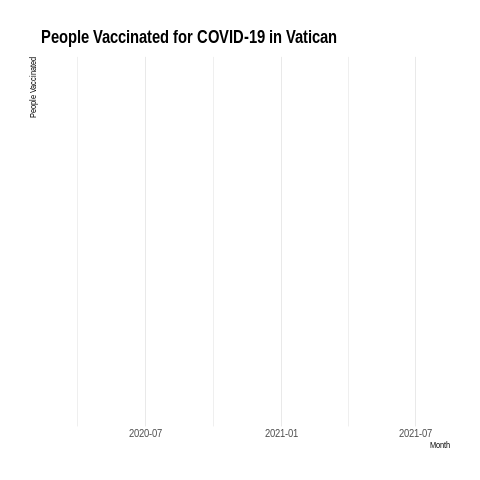 People Vaccinated for COVID-19 in Vatican
People Vaccinated
2020-07
2021-01
2021-07
Month